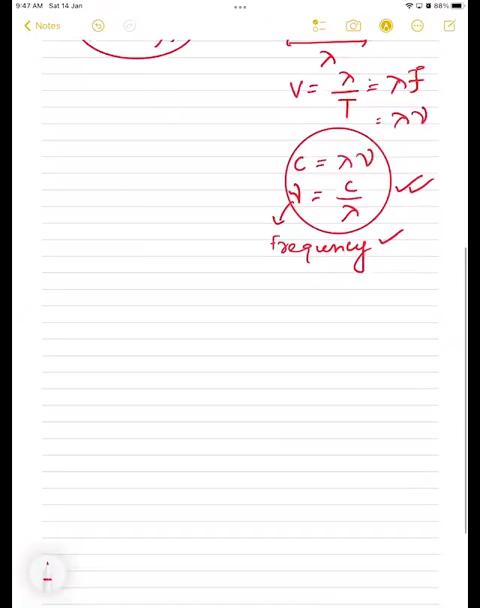 9:47 AM Sat 14 Jan
88%
Notes
λ
V = λ/T = λf
= λν
c = λν
ν = c/λ
frequency